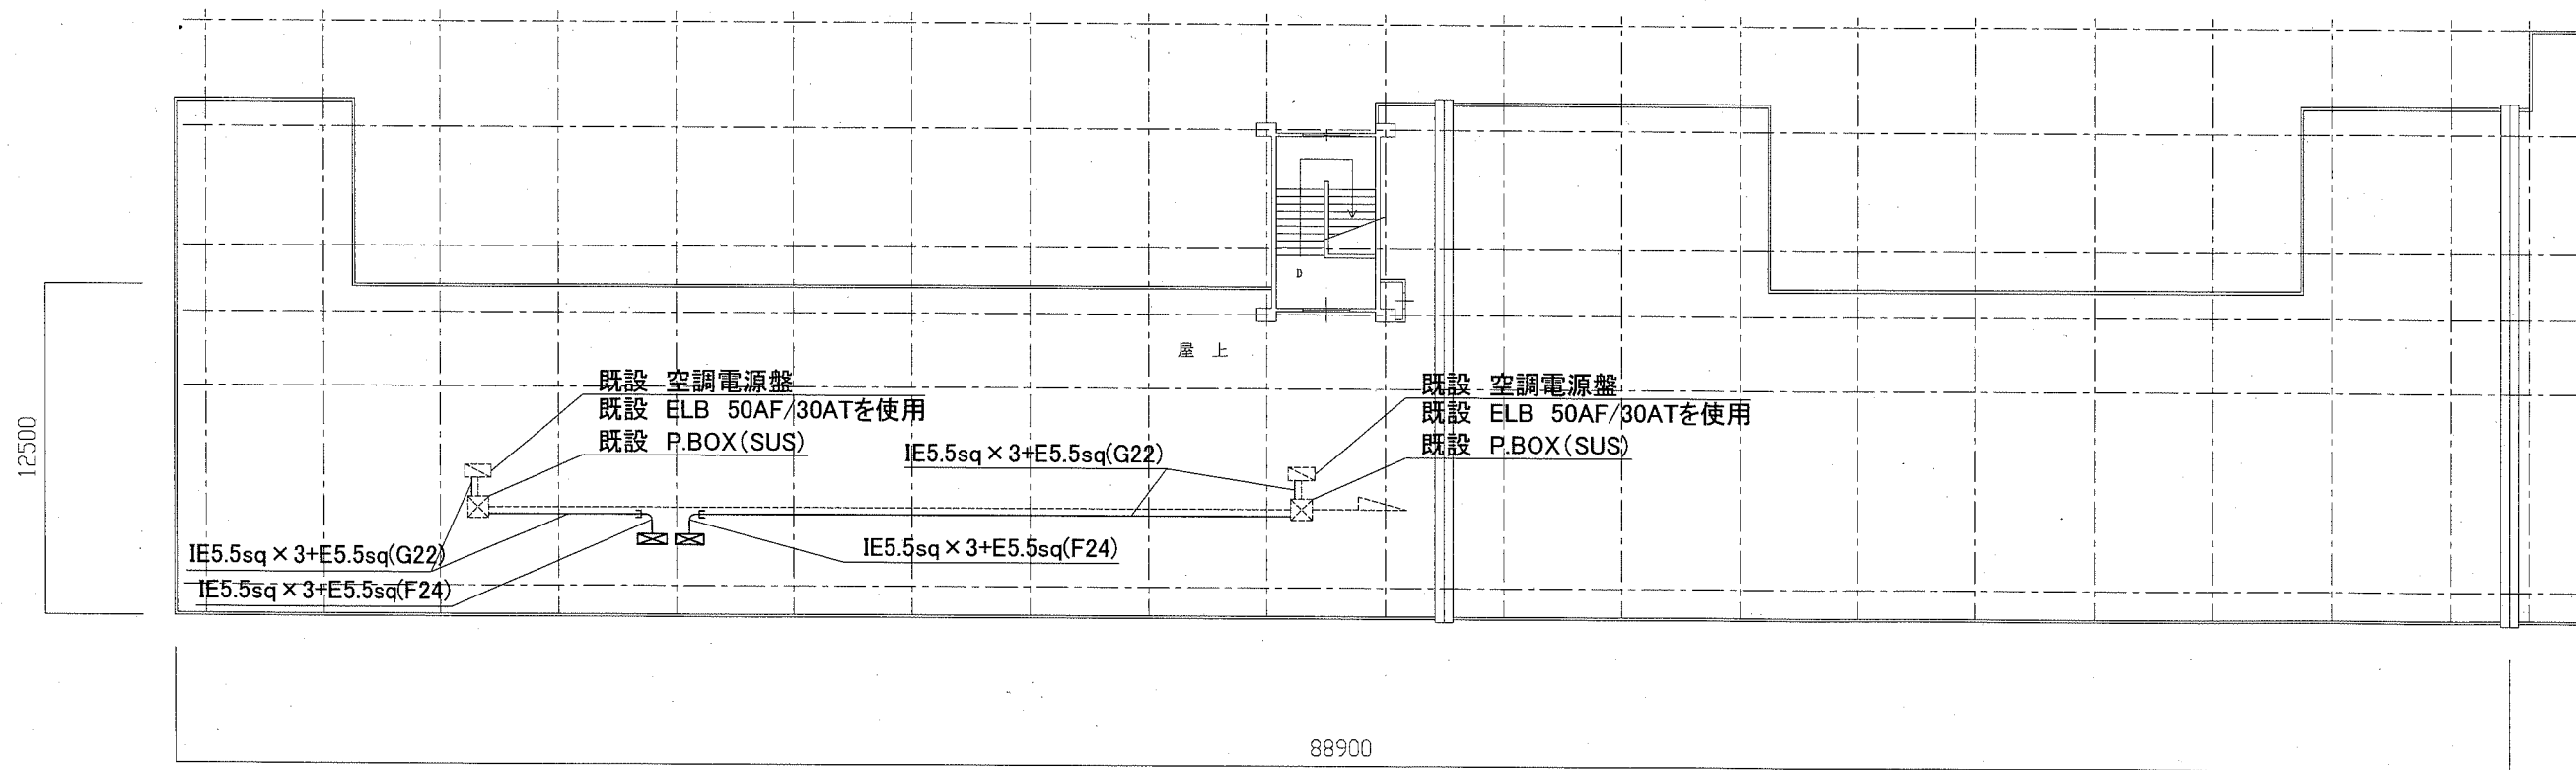 屋 上
既設 空調電源盤
既設 ELB 50AF/30ATを使用
既設 P.BOX(SUS)
IE5.5sq×3+E5.5sq(G22)
既設 空調電源盤
既設 ELB 50AF/30ATを使用
既設 P.BOX(SUS)
D
12500
IE5.5sq×3+E5.5sq(G22)
IE5.5sq×3+E5.5sq(F24)
IE5.5sq×3+E5.5sq(F24)
88900